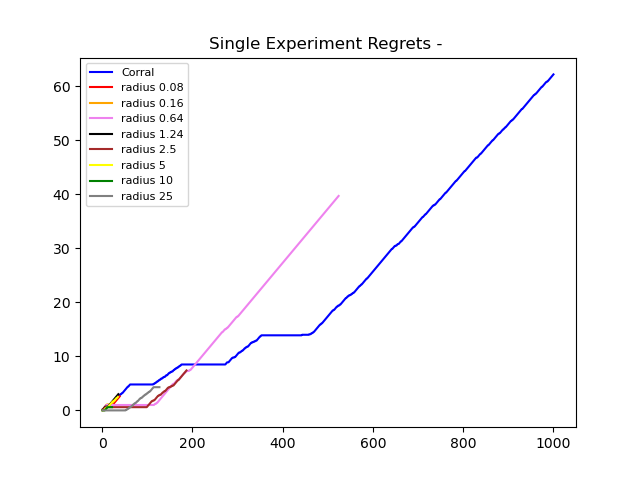 Single Experiment Regrets -
Corral
radius 0.08
radius 0.16
radius 0.64
radius 1.24
radius 2.5
radius 5
radius 10
radius 25
60
50
40
30
20
10
0
0 200 400 600 800 1000